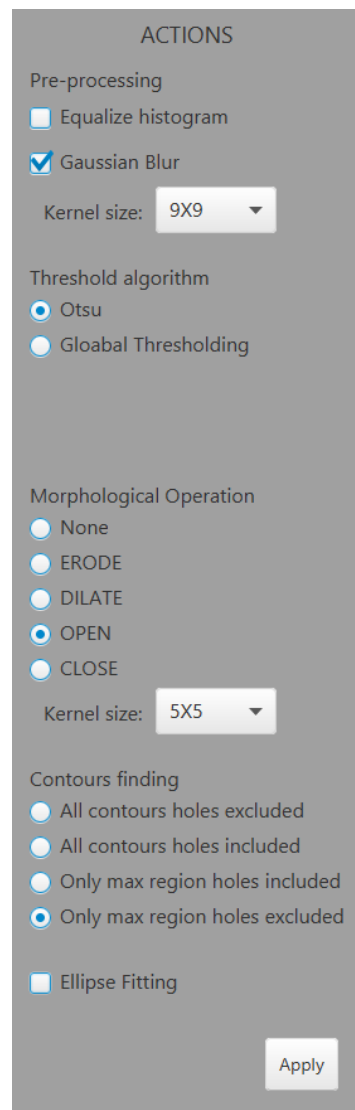 ACTIONS
Pre-processing
Equalize histogram
Gaussian Blur
Kernel size: 9X9
Threshold algorithm
Otsu
Gloabal Thresholding
Morphological Operation
None
ERODE
DILATE
OPEN
CLOSE
Kernel size: 5X5
Contours finding
All contours holes excluded
All contours holes included
Only max region holes included
Only max region holes excluded
Ellipse Fitting
Apply